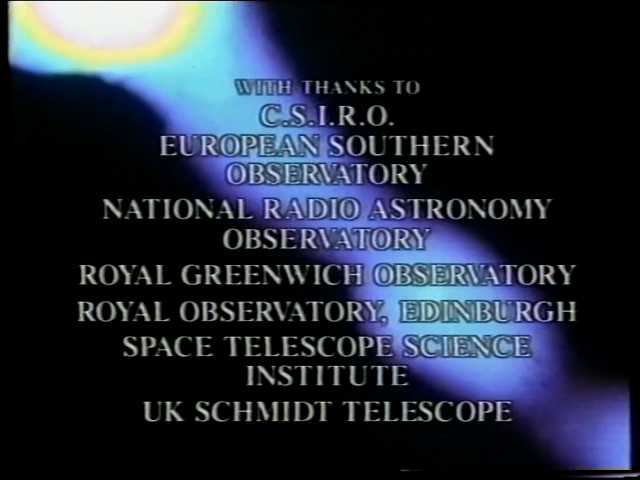 WITH THANKS TO
C.S.I.R.O.
EUROPEAN SOUTHERN
OBSERVATORY
NATIONAL RADIO ASTRONOMY
OBSERVATORY
ROYAL GREENWICH OBSERVATORY
ROYAL OBSERVATORY, EDINBURGH
SPACE TELESCOPE SCIENCE
INSTITUTE
UK SCHMIDT TELESCOPE